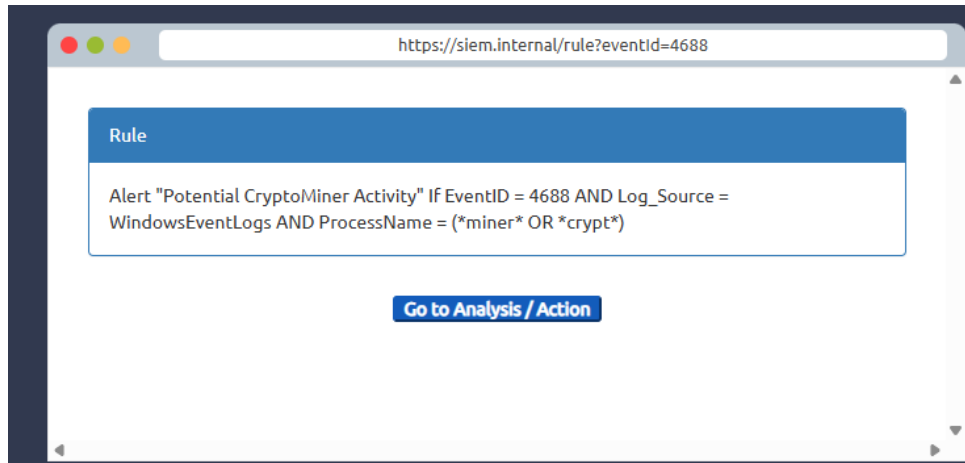 https://siem.internal/rule?eventId=4688
Rule
Alert "Potential CryptoMiner Activity" If EventID = 4688 AND Log_Source =
WindowsEventLogs AND ProcessName = (*miner* OR *crypt*)
Go to Analysis / Action